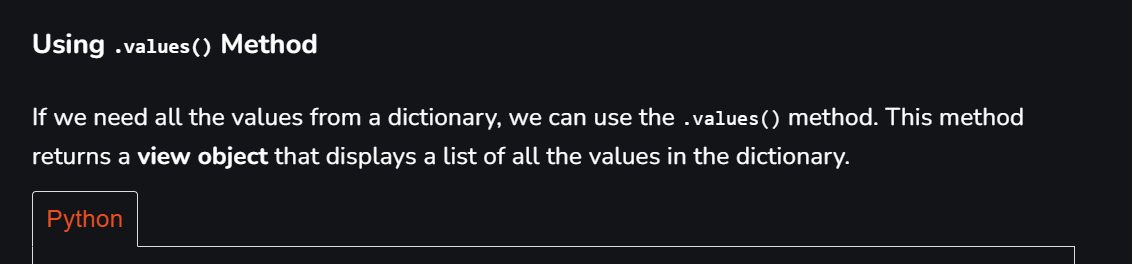 Using .values() Method
If we need all the values from a dictionary, we can use the .values() method. This method
returns a view object that displays a list of all the values in the dictionary.
Python